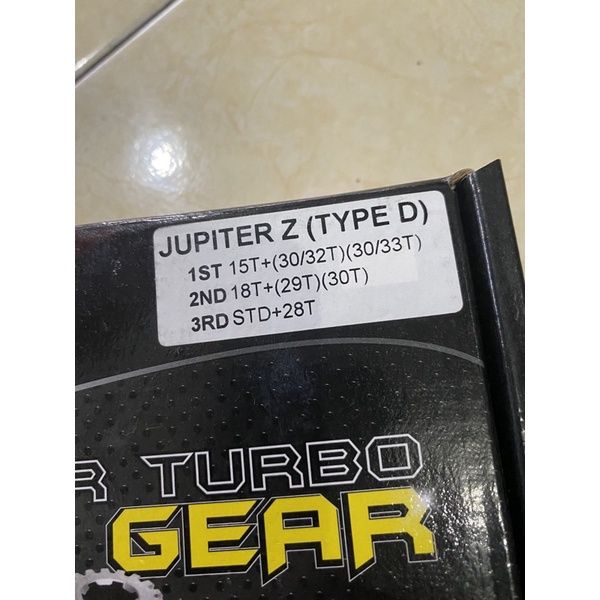 JUPITER Z (TYPE D)
1ST 15T+(30/32T)(30/33T)
2ND 18T+(29T)(30T)
3RD STD+28T
R TURBO
GEAR